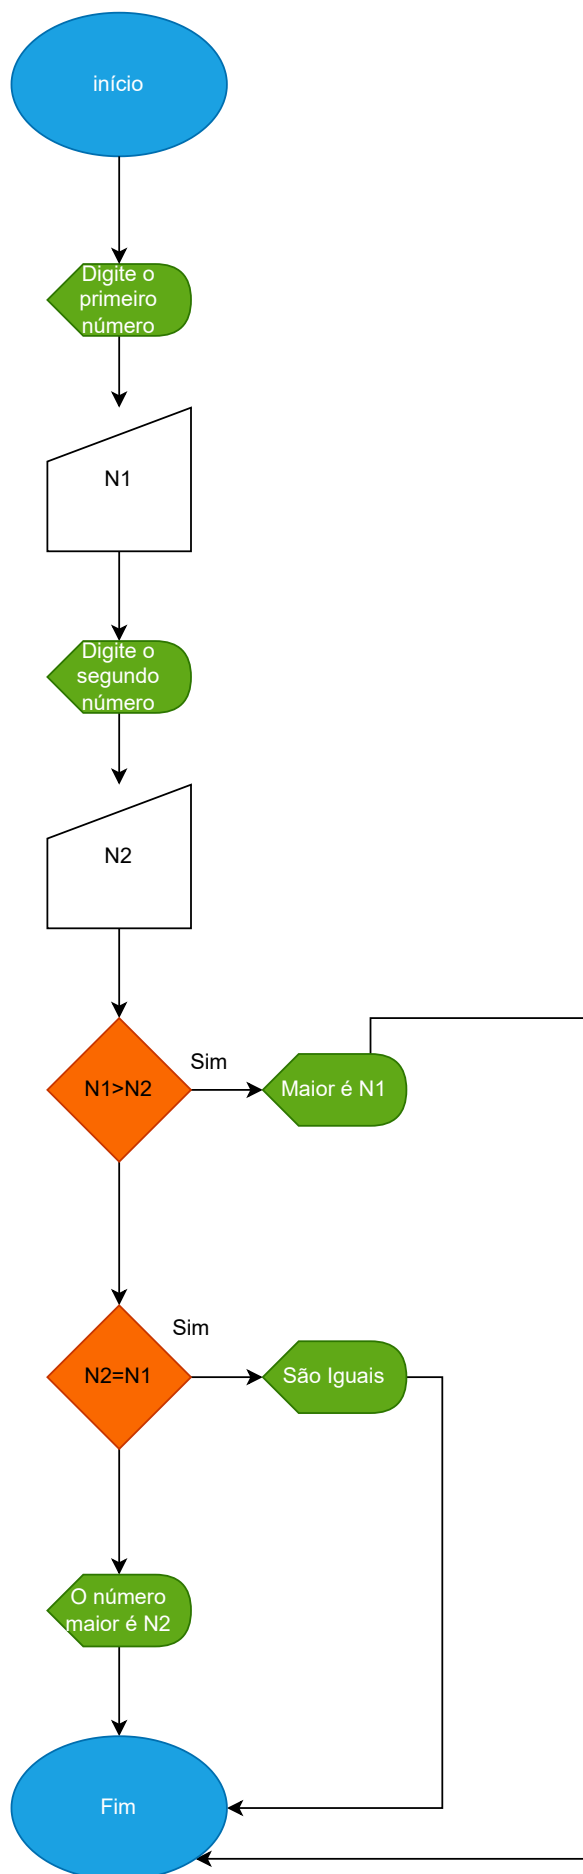 início
Digite o
primeiro
número
N1
Digite o
segundo
número
N2
Sim
N1>N2
Maior é N1
Sim
N2=N1
São Iguais
O número
maior é N2
Fim